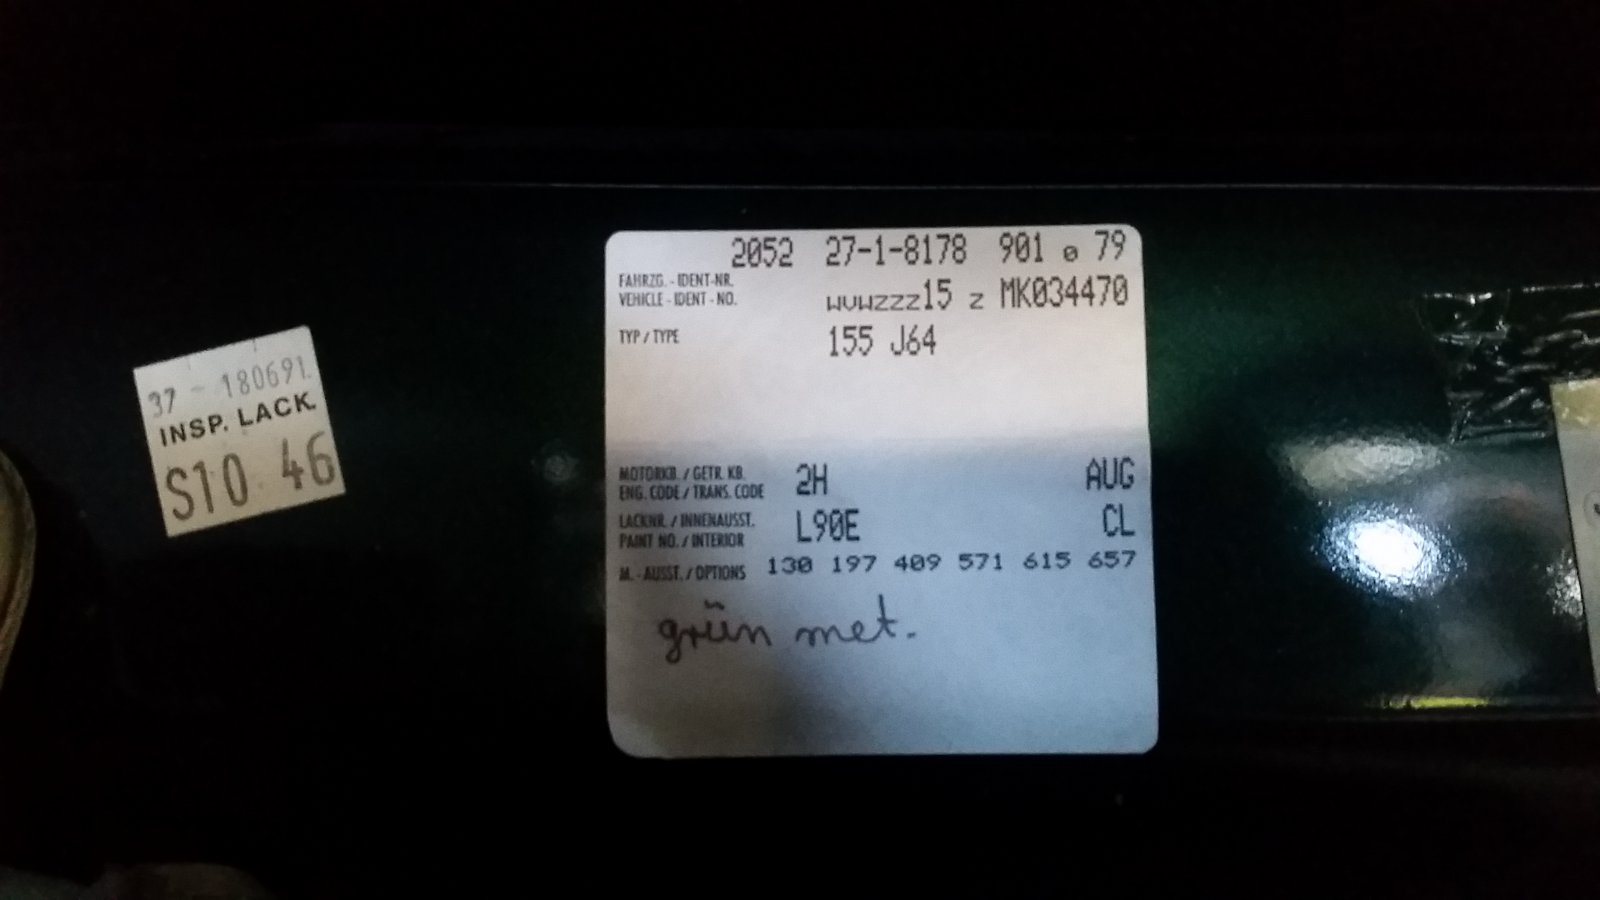 37 - 180691.
INSP. LACK.
S10 46
2052 27-1-8178 901 0 79
FAHRZG. - IDENT-NR.
VEHICLE - IDENT - NO. WVWZZZ15 Z MK034470
TYP / TYPE 155 J64
MOTORKB. / GETR. KB.
ENG. CODE / TRANS. CODE 2H AUG
LACKNR. / INNENAUSST.
PAINT NO. / INTERIOR L90E CL
M. - AUSST. / OPTIONS 130 197 409 571 615 657
grün met.